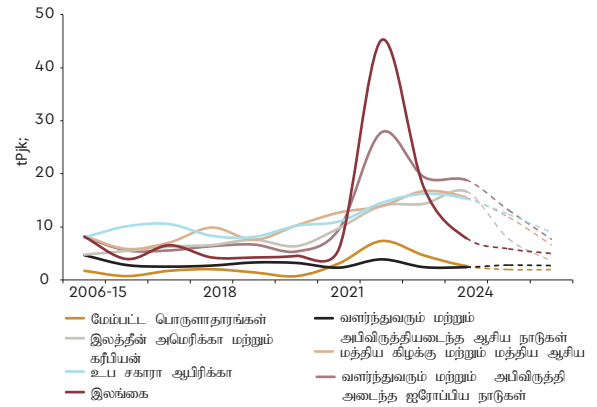 50
40
30
20
10
0
tPjk;
2006-15 2018 2021 2024
மேம்பட்ட பொருளாதாரங்கள்
இலத்தீன் அமெரிக்கா மற்றும்
கரீபியன்
உப சகாரா ஆபிரிக்கா
இலங்கை
வளர்ந்துவரும் மற்றும்
அபிவிருத்தியடைந்த ஆசிய நாடுகள்
மத்திய கிழக்கு மற்றும் மத்திய ஆசிய
வளர்ந்துவரும் மற்றும் அபிவிருத்தி
அடைந்த ஐரோப்பிய நாடுகள்